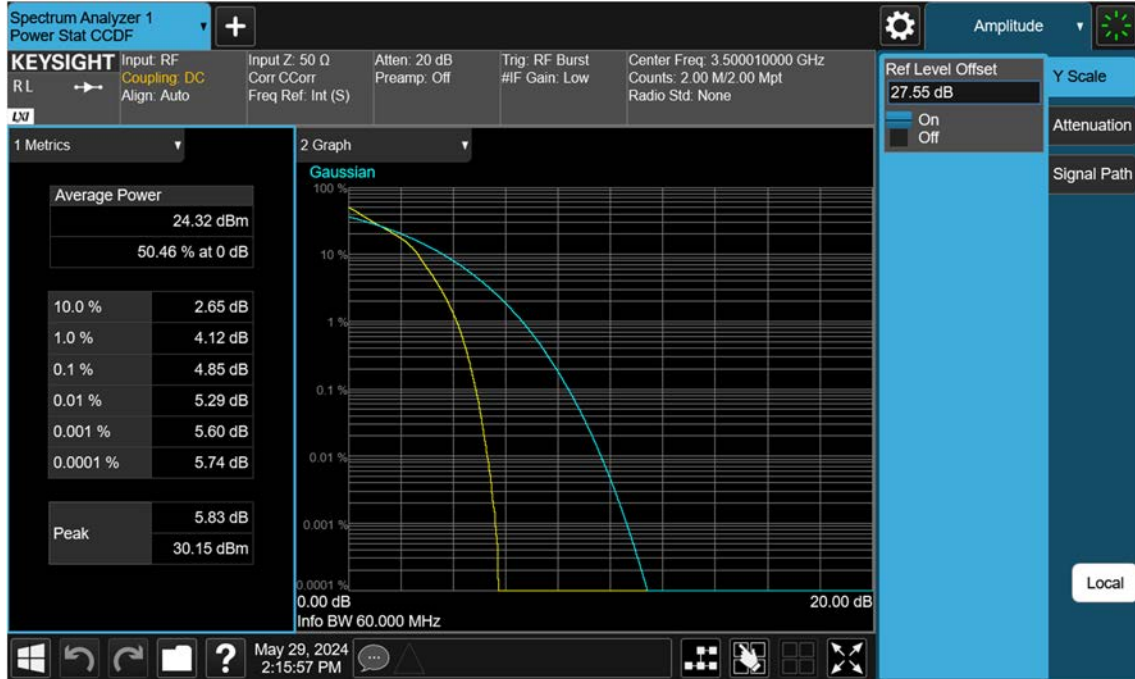 Spectrum Analyzer 1
Power Stat CCDF
+
Amplitude
KEYSIGHT
R L
LXI
Input: RF
Coupling: DC
Align: Auto
Input Z: 50 Ω
Corr CCorr
Freq Ref: Int (S)
Atten: 20 dB
Preamp: Off
Trig: RF Burst
#IF Gain: Low
Center Freq: 3.500010000 GHz
Counts: 2.00 M/2.00 Mpt
Radio Std: None
Ref Level Offset
27.55 dB
On
Off
Y Scale
Attenuation
Signal Path
1 Metrics
Average Power
24.32 dBm
50.46 % at 0 dB
10.0 % 2.65 dB
1.0 % 4.12 dB
0.1 % 4.85 dB
0.01 % 5.29 dB
0.001 % 5.60 dB
0.0001 % 5.74 dB
Peak
5.83 dB
30.15 dBm
2 Graph
Gaussian
100 %
10 %
1 %
0.1 %
0.01 %
0.001 %
0.0001 %
0.00 dB 20.00 dB
Info BW 60.000 MHz
Local
?
May 29, 2024
2:15:57 PM